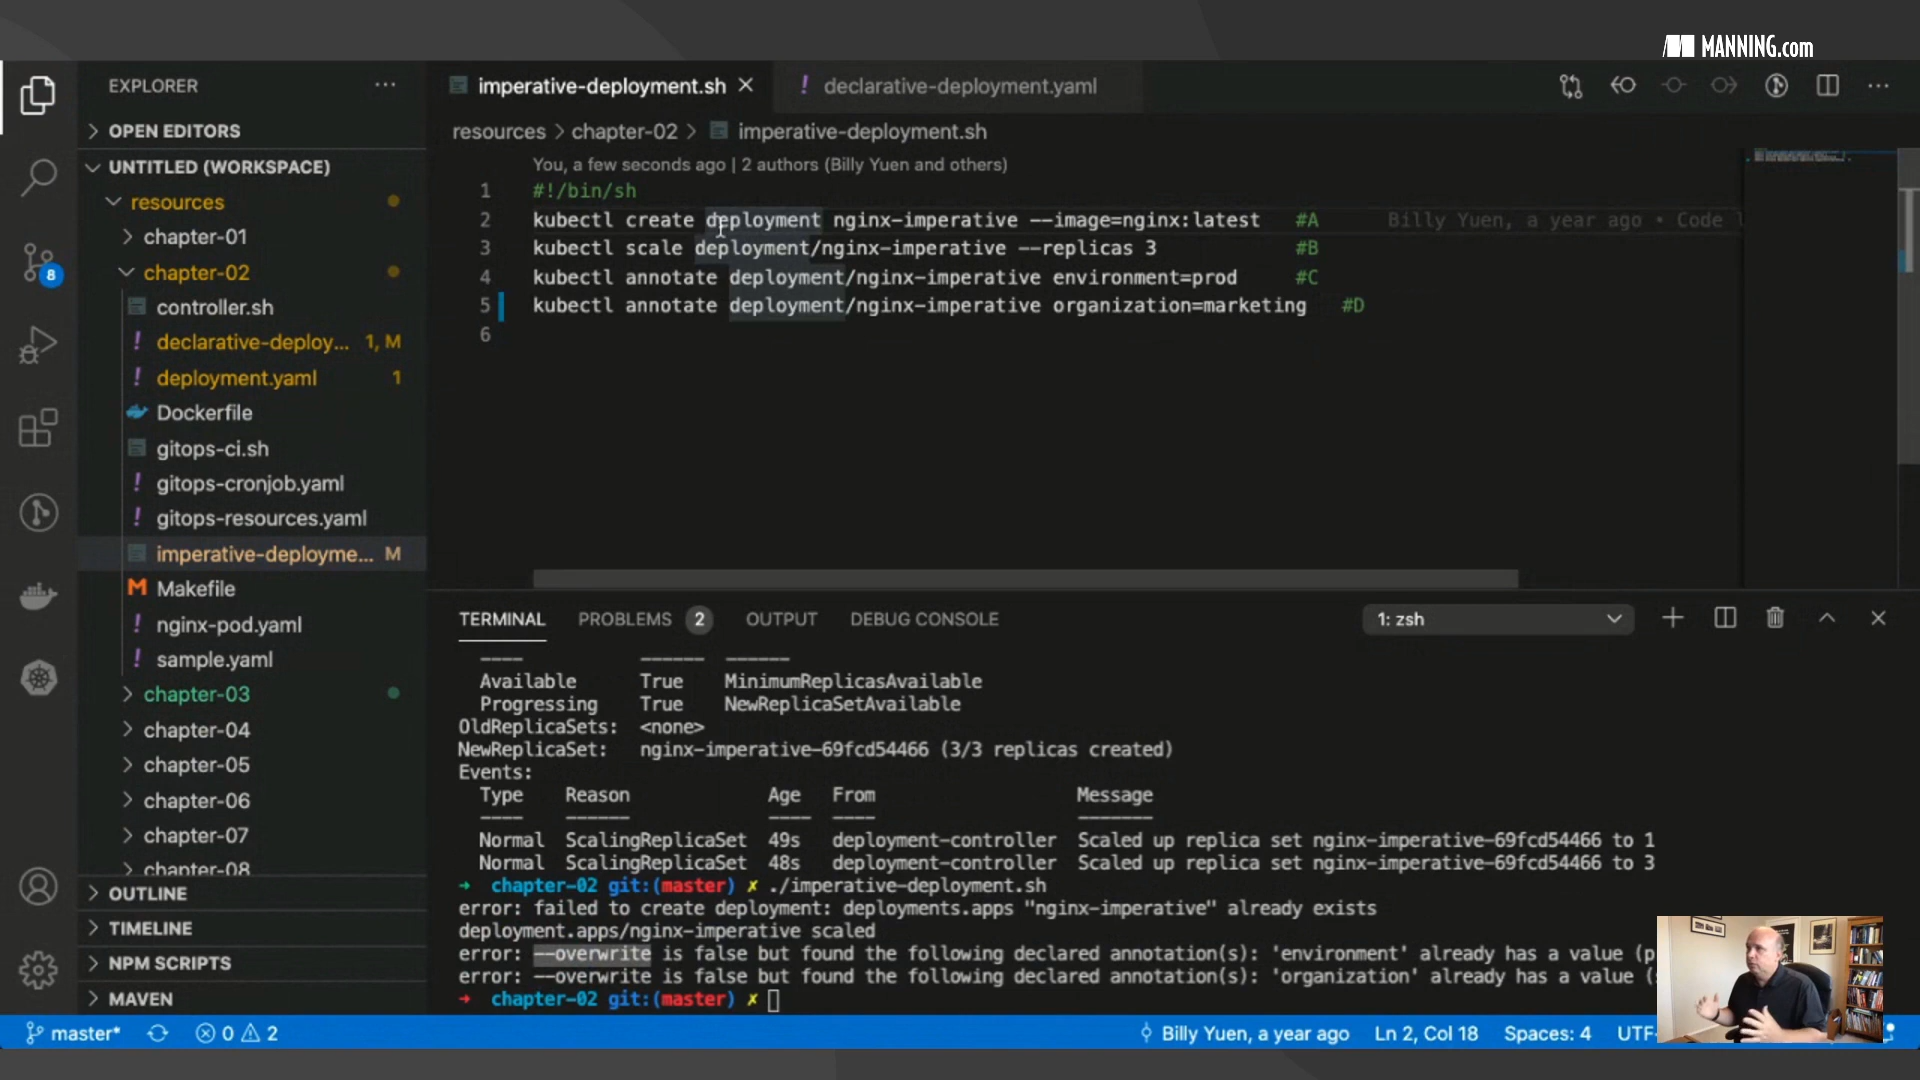 MANNING.com
EXPLORER ···
OPEN EDITORS
UNTITLED (WORKSPACE)
resources
chapter-01
chapter-02
controller.sh
declarative-deploy... 1, M
deployment.yaml 1
Dockerfile
gitops-ci.sh
gitops-cronjob.yaml
gitops-resources.yaml
imperative-deployme... M
Makefile
nginx-pod.yaml
sample.yaml
chapter-03
chapter-04
chapter-05
chapter-06
chapter-07
chapter-08
OUTLINE
TIMELINE
NPM SCRIPTS
MAVEN
8
imperative-deployment.sh
declarative-deployment.yaml
resources > chapter-02 > imperative-deployment.sh
You, a few seconds ago | 2 authors (Billy Yuen and others)
1 #!/bin/sh
2 kubectl create deployment nginx-imperative --image=nginx:latest #A Billy Yuen, a year ago • Code
3 kubectl scale deployment/nginx-imperative --replicas 3 #B
4 kubectl annotate deployment/nginx-imperative environment=prod #C
5 kubectl annotate deployment/nginx-imperative organization=marketing #D
6
TERMINAL PROBLEMS 2 OUTPUT DEBUG CONSOLE 1: zsh
---- ------ ------
Available True MinimumReplicasAvailable
Progressing True NewReplicaSetAvailable
OldReplicaSets: <none>
NewReplicaSet: nginx-imperative-69fcd54466 (3/3 replicas created)
Events:
Type Reason Age From Message
---- ------ ---- ---- -------
Normal ScalingReplicaSet 49s deployment-controller Scaled up replica set nginx-imperative-69fcd54466 to 1
Normal ScalingReplicaSet 48s deployment-controller Scaled up replica set nginx-imperative-69fcd54466 to 3
➜ chapter-02 git:(master) ✗ ./imperative-deployment.sh
error: failed to create deployment: deployments.apps "nginx-imperative" already exists
deployment.apps/nginx-imperative scaled
error: --overwrite is false but found the following declared annotation(s): 'environment' already has a value (p
error: --overwrite is false but found the following declared annotation(s): 'organization' already has a value (
➜ chapter-02 git:(master) ✗
master* 0 2 Billy Yuen, a year ago Ln 2, Col 18 Spaces: 4 UTF-